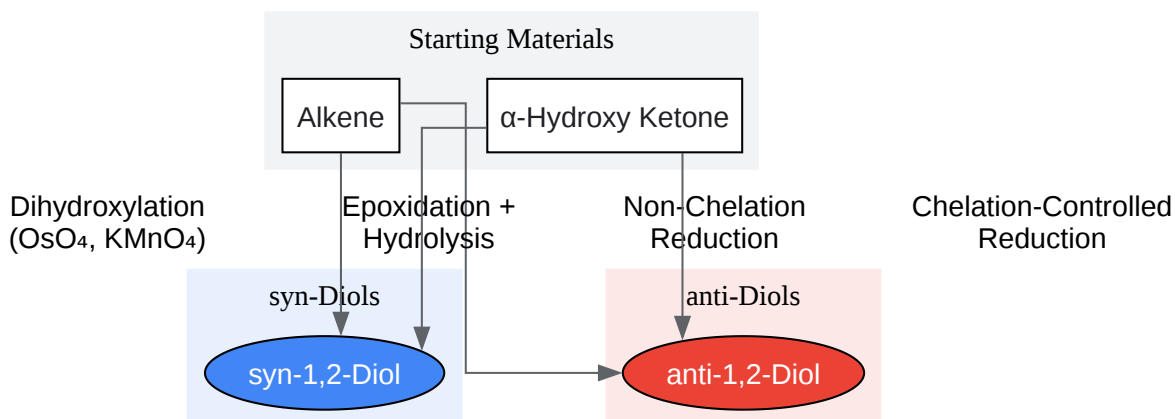 Starting Materials
Alkene
α-Hydroxy Ketone
Dihydroxylation
(OsO₄, KMnO₄)
Epoxidation +
Hydrolysis
Non-Chelation
Reduction
Chelation-Controlled
Reduction
syn-Diols
anti-Diols
syn-1,2-Diol
anti-1,2-Diol